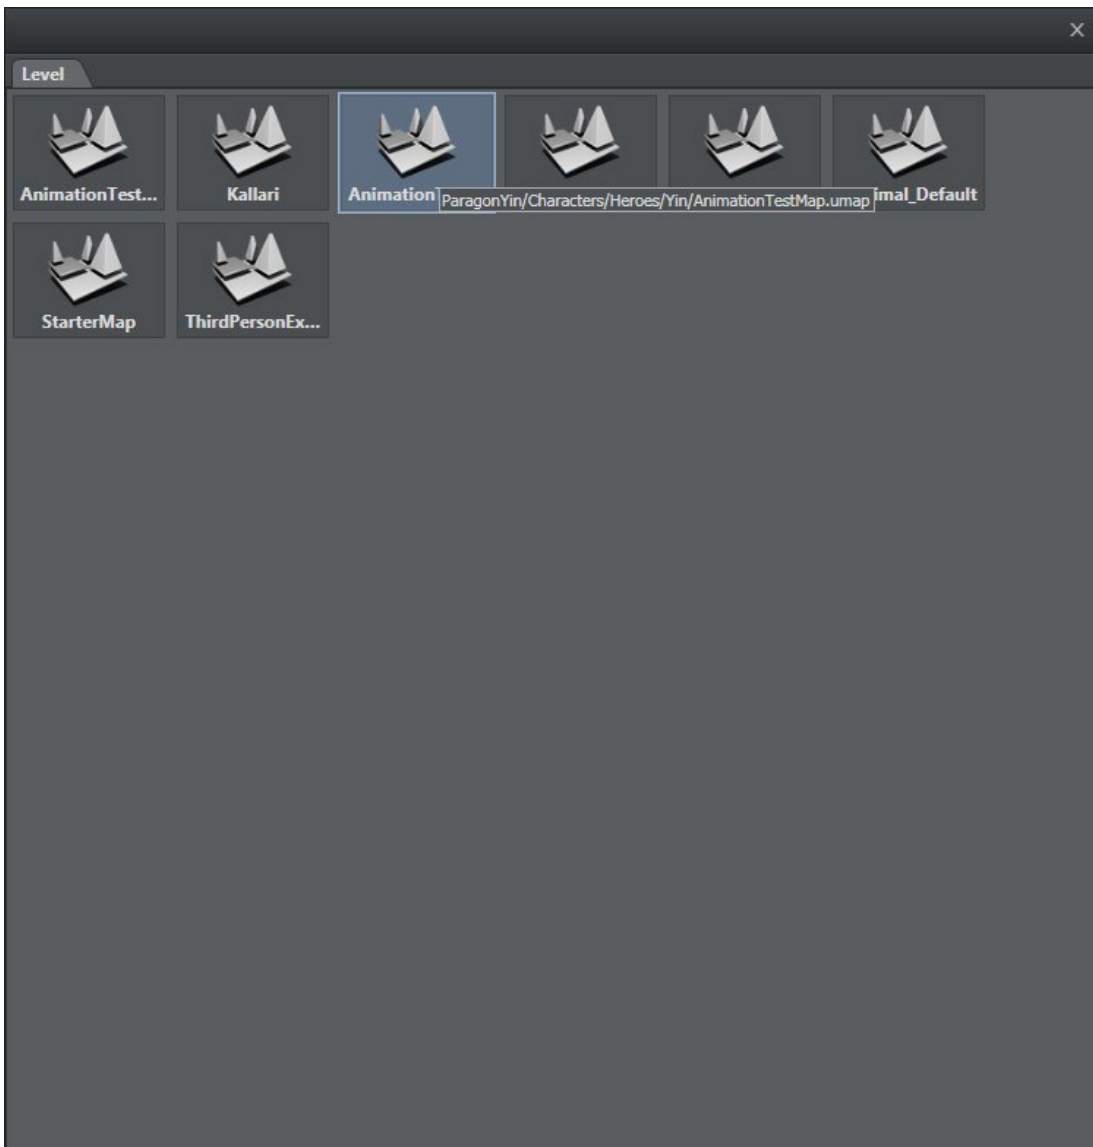 Level
AnimationTest...
Kallari
Animation
ParagonYin/Characters/Heroes/Yin/AnimationTestMap.umap
imal_Default
StarterMap
ThirdPersonEx...